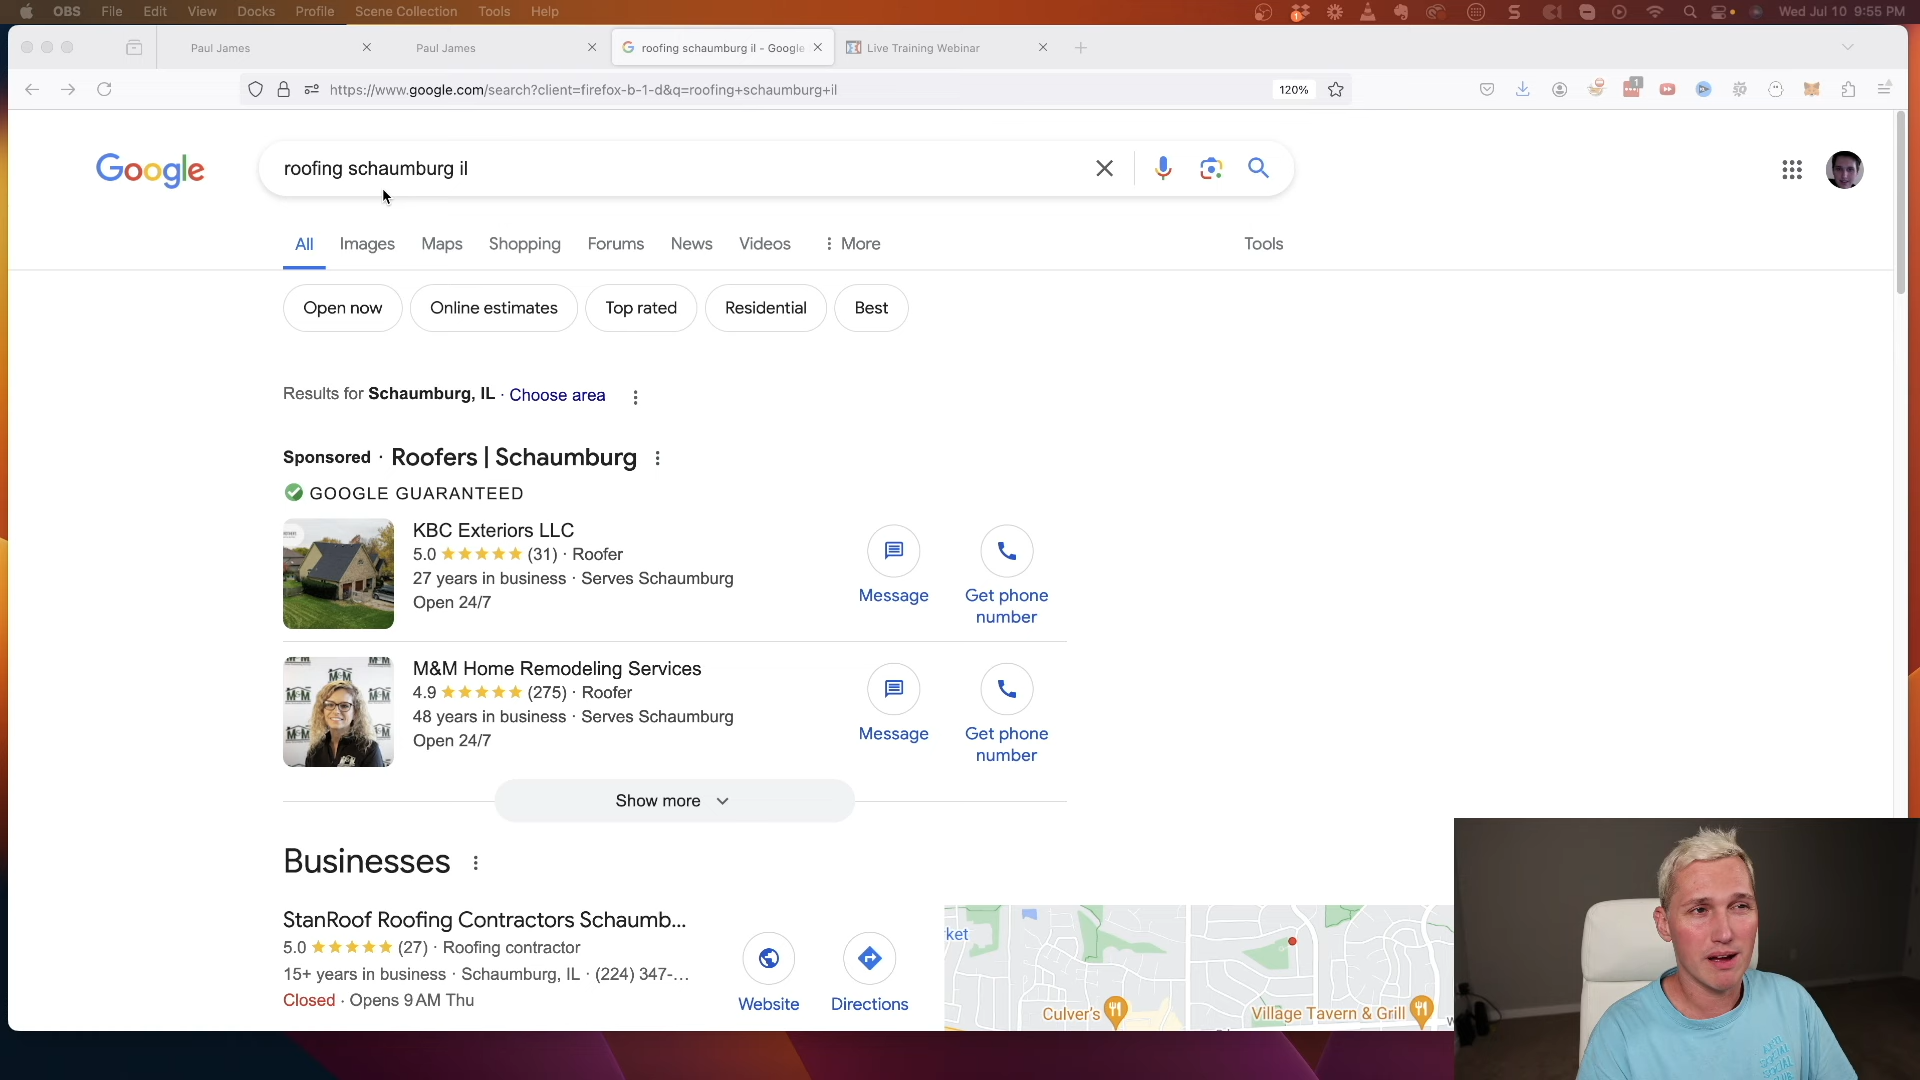 OBS File Edit View Docks Profile Scene Collection Tools Help Wed Jul 10 9:55 PM
Paul James Paul James roofing schaumburg il - Google Live Training Webinar
https://www.google.com/search?client=firefox-b-1-d&q=roofing+schaumburg+il 120%
Google roofing schaumburg il
All Images Maps Shopping Forums News Videos More Tools
Open now Online estimates Top rated Residential Best
Results for Schaumburg, IL · Choose area
Sponsored · Roofers | Schaumburg
GOOGLE GUARANTEED
KBC Exteriors LLC
5.0 (31) · Roofer
27 years in business · Serves Schaumburg
Open 24/7
Message
Get phone
number
M&M Home Remodeling Services
4.9 (275) · Roofer
48 years in business · Serves Schaumburg
Open 24/7
Message
Get phone
number
Show more
Businesses
StanRoof Roofing Contractors Schaumb...
5.0 (27) · Roofing contractor
15+ years in business · Schaumburg, IL · (224) 347-...
Closed · Opens 9 AM Thu
Website
Directions
ket
Culver's
Village Tavern & Grill
ANTI
SOCIAL
SOCIAL
CLUB